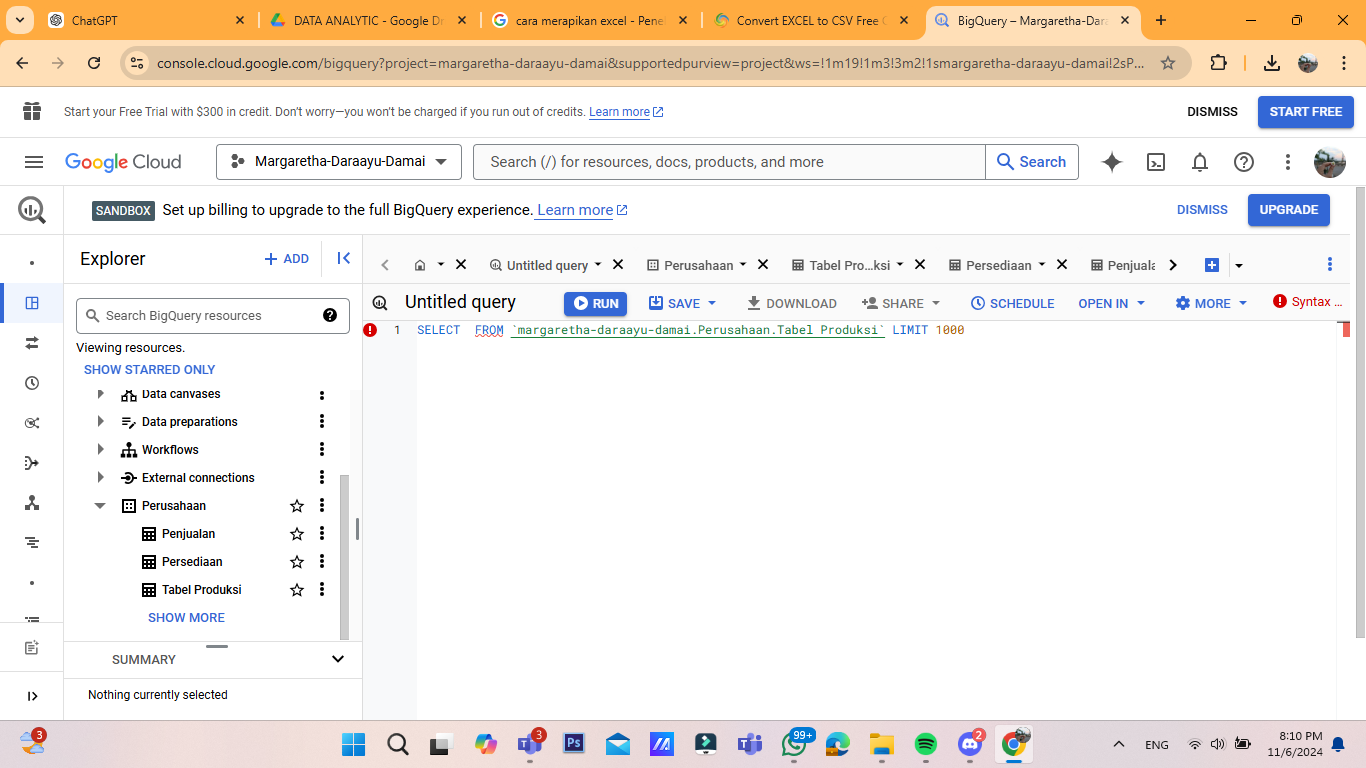 ChatGPT
DATA ANALYTIC - Google Dr
cara merapikan excel - Pene
Convert EXCEL to CSV Free
BigQuery – Margaretha-Dara
console.cloud.google.com/bigquery?project=margaretha-daraayu-damai&supportedpurview=project&ws=!1m19!1m3!3m2!1smargaretha-daraayu-damai!2sP...
Start your Free Trial with $300 in credit. Don't worry—you won't be charged if you run out of credits. Learn more
DISMISS
START FREE
Google Cloud
Margaretha-Daraayu-Damai
Search (/) for resources, docs, products, and more
Search
SANDBOX Set up billing to upgrade to the full BigQuery experience. Learn more
DISMISS
UPGRADE
Explorer
+ ADD
Untitled query
Perusahaan
Tabel Pro...ksi
Persediaan
Penjuala
Untitled query
RUN
SAVE
DOWNLOAD
SHARE
SCHEDULE
OPEN IN
MORE
Syntax ...
Search BigQuery resources
1 SELECT FROM `margaretha-daraayu-damai.Perusahaan.Tabel Produksi` LIMIT 1000
Viewing resources.
SHOW STARRED ONLY
Data canvases
Data preparations
Workflows
External connections
Perusahaan
Penjualan
Persediaan
Tabel Produksi
SHOW MORE
SUMMARY
Nothing currently selected
3
3
Ps
99+
2
ENG
8:10 PM
11/6/2024